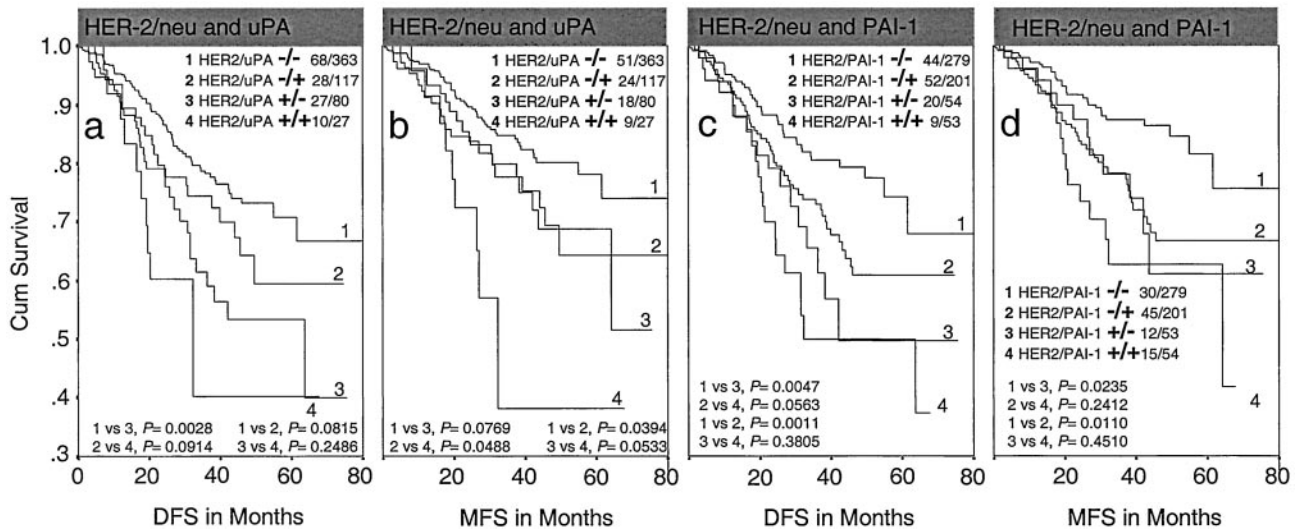 HER-2/neu and uPA
HER-2/neu and uPA
HER-2/neu and PAI-1
HER-2/neu and PAI-1
Cum Survival
1.0
.9
.8
.7
.6
.5
.4
.3
a
1 HER2/uPA -/- 68/363
2 HER2/uPA -/+ 28/117
3 HER2/uPA +/- 27/80
4 HER2/uPA +/+ 10/27
1
2
3
4
1 vs 3, P= 0.0028 1 vs 2, P= 0.0815
2 vs 4, P= 0.0914 3 vs 4, P= 0.2486
0 20 40 60 80
DFS in Months
b
1 HER2/uPA -/- 51/363
2 HER2/uPA -/+ 24/117
3 HER2/uPA +/- 18/80
4 HER2/uPA +/+ 9/27
1
2
3
4
1 vs 3, P= 0.0769 1 vs 2, P= 0.0394
2 vs 4, P= 0.0488 3 vs 4, P= 0.0533
20 40 60 80
MFS in Months
c
1 HER2/PAI-1 -/- 44/279
2 HER2/PAI-1 -/+ 52/201
3 HER2/PAI-1 +/- 20/54
4 HER2/PAI-1 +/+ 9/53
1
2
3
4
1 vs 3, P= 0.0047
2 vs 4, P= 0.0563
1 vs 2, P= 0.0011
3 vs 4, P= 0.3805
20 40 60 80
DFS in Months
d
1
2
3
4
1 HER2/PAI-1 -/- 30/279
2 HER2/PAI-1 -/+ 45/201
3 HER2/PAI-1 +/- 12/53
4 HER2/PAI-1 +/+ 15/54
1 vs 3, P= 0.0235
2 vs 4, P= 0.2412
1 vs 2, P= 0.0110
3 vs 4, P= 0.4510
20 40 60 80
MFS in Months